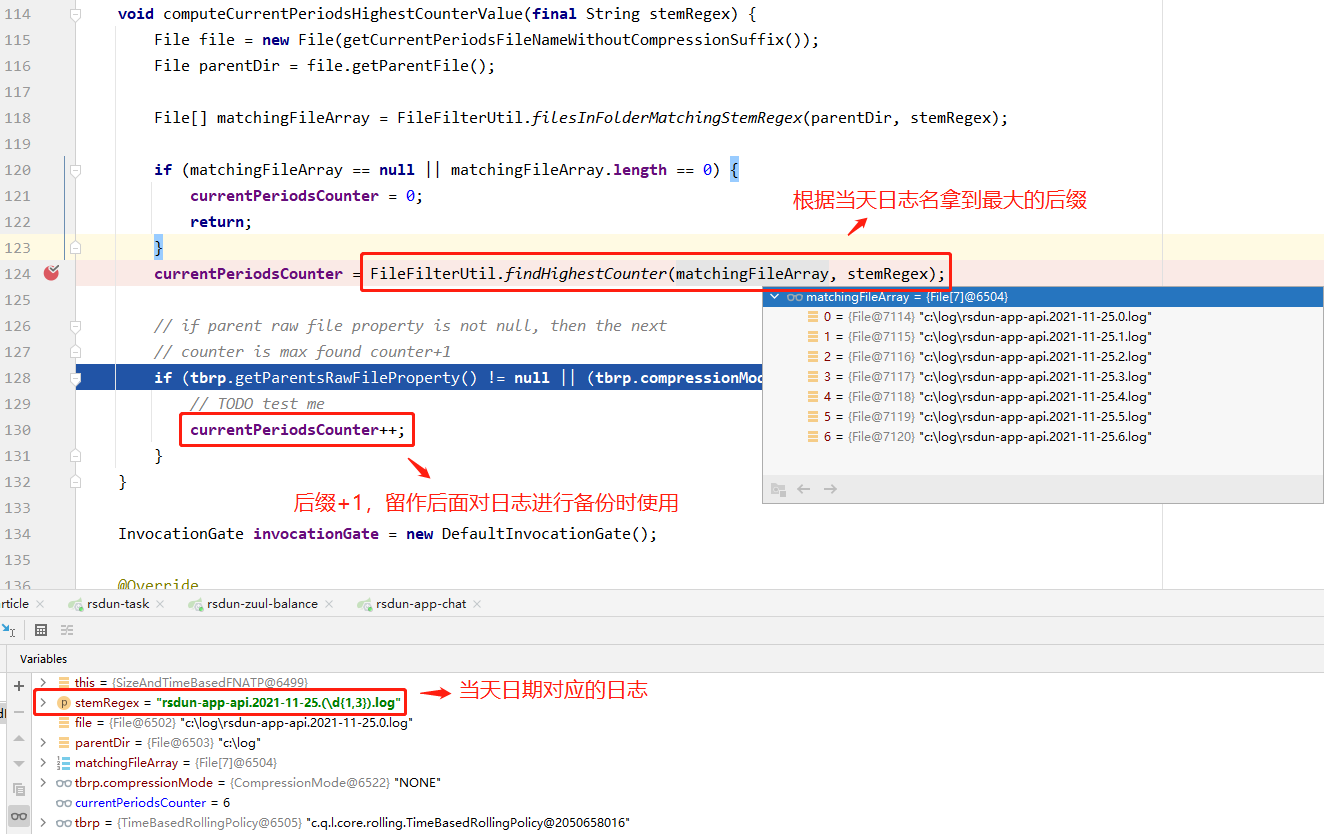 114 void computeCurrentPeriodsHighestCounterValue(final String stemRegex) {
115 File file = new File(getCurrentPeriodsFileNameWithoutCompressionSuffix());
116 File parentDir = file.getParentFile();
117
118 File[] matchingFileArray = FileFilterUtil.filesInFolderMatchingStemRegex(parentDir, stemRegex);
119
120 if (matchingFileArray == null || matchingFileArray.length == 0) {
121 currentPeriodsCounter = 0;
根据当天日志名拿到最大的后缀
122 return;
123 }
124 currentPeriodsCounter = FileFilterUtil.findHighestCounter(matchingFileArray, stemRegex);
125
matchingFileArray = {File[7]@6504}
0 = {File@7114} "c:\log\rsdun-app-api.2021-11-25.0.log"
1 = {File@7115} "c:\log\rsdun-app-api.2021-11-25.1.log"
2 = {File@7116} "c:\log\rsdun-app-api.2021-11-25.2.log"
3 = {File@7117} "c:\log\rsdun-app-api.2021-11-25.3.log"
4 = {File@7118} "c:\log\rsdun-app-api.2021-11-25.4.log"
5 = {File@7119} "c:\log\rsdun-app-api.2021-11-25.5.log"
6 = {File@7120} "c:\log\rsdun-app-api.2021-11-25.6.log"
126 // if parent raw file property is not null, then the next
127 // counter is max found counter+1
128 if (tbrp.getParentsRawFileProperty() != null || (tbrp.compressionMod
129 // TODO test me
130 currentPeriodsCounter++;
131 }
132 }
后缀+1，留作后面对日志进行备份时使用
133
134 InvocationGate invocationGate = new DefaultInvocationGate();
135
136 @Override
rticle rsdun-task rsdun-zuul-balance rsdun-app-chat
Variables
this = {SizeAndTimeBasedFNATP@6499}
stemRegex = "rsdun-app-api.2021-11-25.(\d{1,3}).log"
当天日期对应的日志
file = {File@6502} "c:\log\rsdun-app-api.2021-11-25.0.log"
parentDir = {File@6503} "c:\log"
matchingFileArray = {File[7]@6504}
tbrp.compressionMode = {CompressionMode@6522} "NONE"
currentPeriodsCounter = 6
tbrp = {TimeBasedRollingPolicy@6505} "c.q.l.core.rolling.TimeBasedRollingPolicy@2050658016"